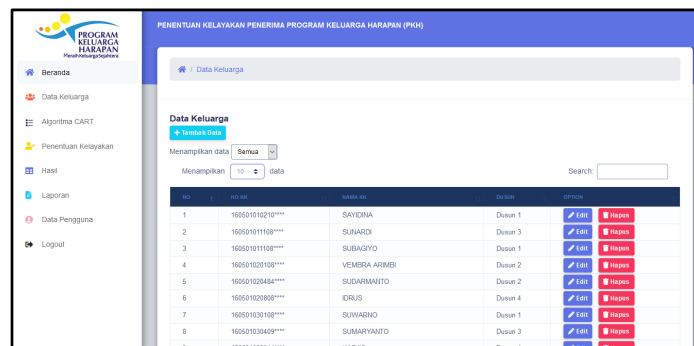 PROGRAM
KELUARGA
HARAPAN
MeraihKeluargaSejahtera
PENENTUAN KELAYAKAN PENERIMA PROGRAM KELUARGA HARAPAN (PKH)
Beranda
Data Keluarga
Algoritma CART
Penentuan Kelayakan
Hasil
Laporan
Data Pengguna
Logout
/ Data Keluarga
Data Keluarga
+ Tambah Data
Menampilkan data Semua
Menampilkan 10 data Search:
NO NO KK NAMA KK DUSUN OPTION
1 160501010210**** SAYIDINA Dusun 1 Edit Hapus
2 160501011108**** SUNARDI Dusun 3 Edit Hapus
3 160501011108**** SUBAGIYO Dusun 1 Edit Hapus
4 160501020108**** VEMBRA ARIMBI Dusun 2 Edit Hapus
5 160501020484**** SUDARMANTO Dusun 2 Edit Hapus
6 160501020808**** IDRUS Dusun 4 Edit Hapus
7 160501030108**** SUWARNO Dusun 1 Edit Hapus
8 160501030409**** SUMARYANTO Dusun 3 Edit Hapus